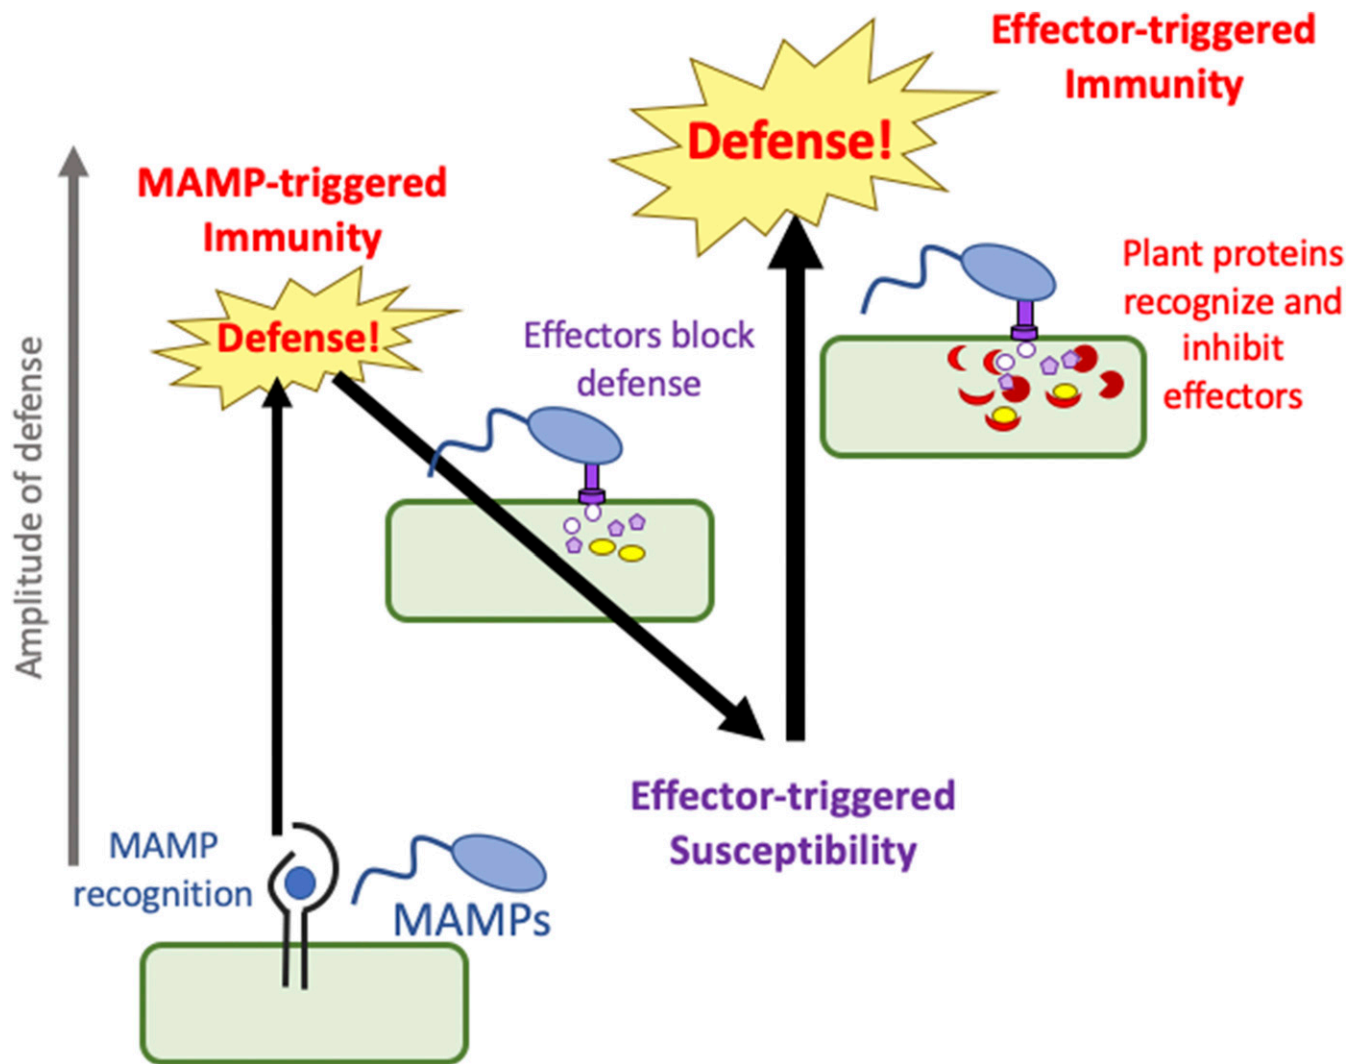 Effector-triggered
Immunity
Defense!
MAMP-triggered
Immunity
Defense!
Plant proteins
recognize and
inhibit
effectors
Effectors block
defense
Amplitude of defense
Effector-triggered
Susceptibility
MAMP
recognition
MAMPs